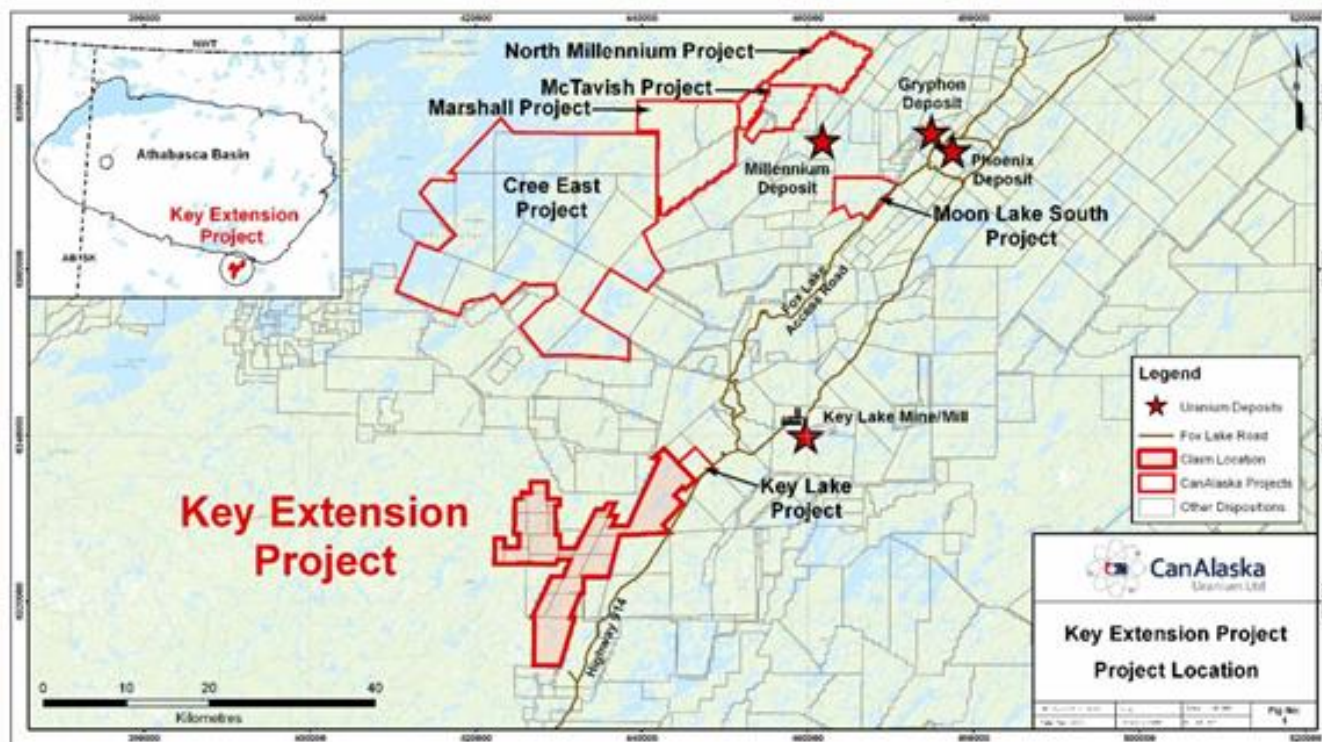 NWT
Athabasca Basin
Key Extension
Project
North Millennium Project
McTavish Project
Marshall Project
Cree East
Project
Gryphon
Deposit
Millennium
Deposit
Phoenix
Deposit
Moon Lake South
Project
Fox Lake
Access Road
Key Lake Mine/Mill
Key Lake
Project
Key Extension
Project
Highway 914
0 10 20 40
Kilometres
Legend
Uranium Deposits
Fox Lake Road
Claim Location
CanAlaska Projects
Other Dispositions
CanAlaska
Uranium Ltd
Key Extension Project
Project Location
Fig No:
1